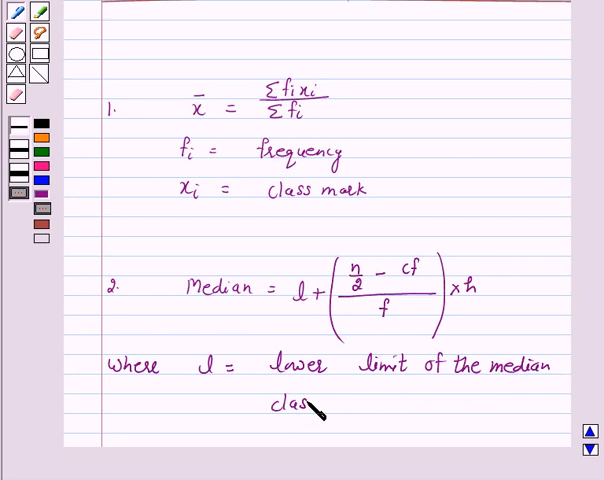 1. x̄ = Σfixi / Σfi
fi = frequency
xi = class mark
2. Median = l + ( (n/2 - cf) / f ) × h
where l = lower limit of the median
clas